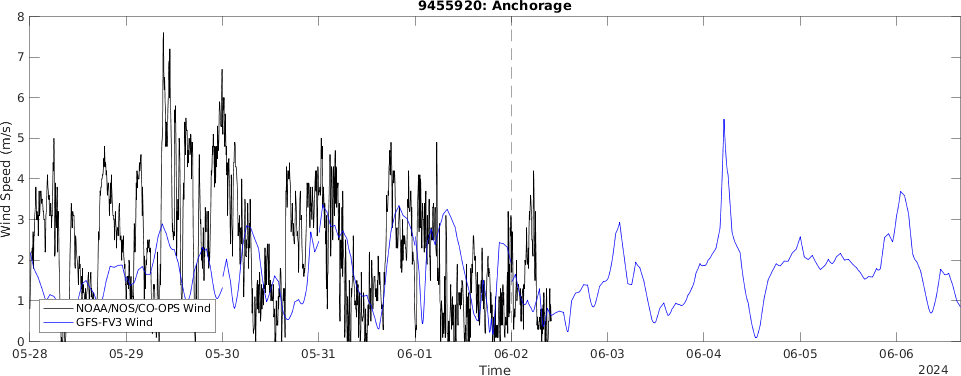 9455920: Anchorage
Wind Speed (m/s)
8
7
6
5
4
3
2
1
0
NOAA/NOS/CO-OPS Wind
GFS-FV3 Wind
05-28 05-29 05-30 05-31 06-01 06-02 06-03 06-04 06-05 06-06
Time
2024